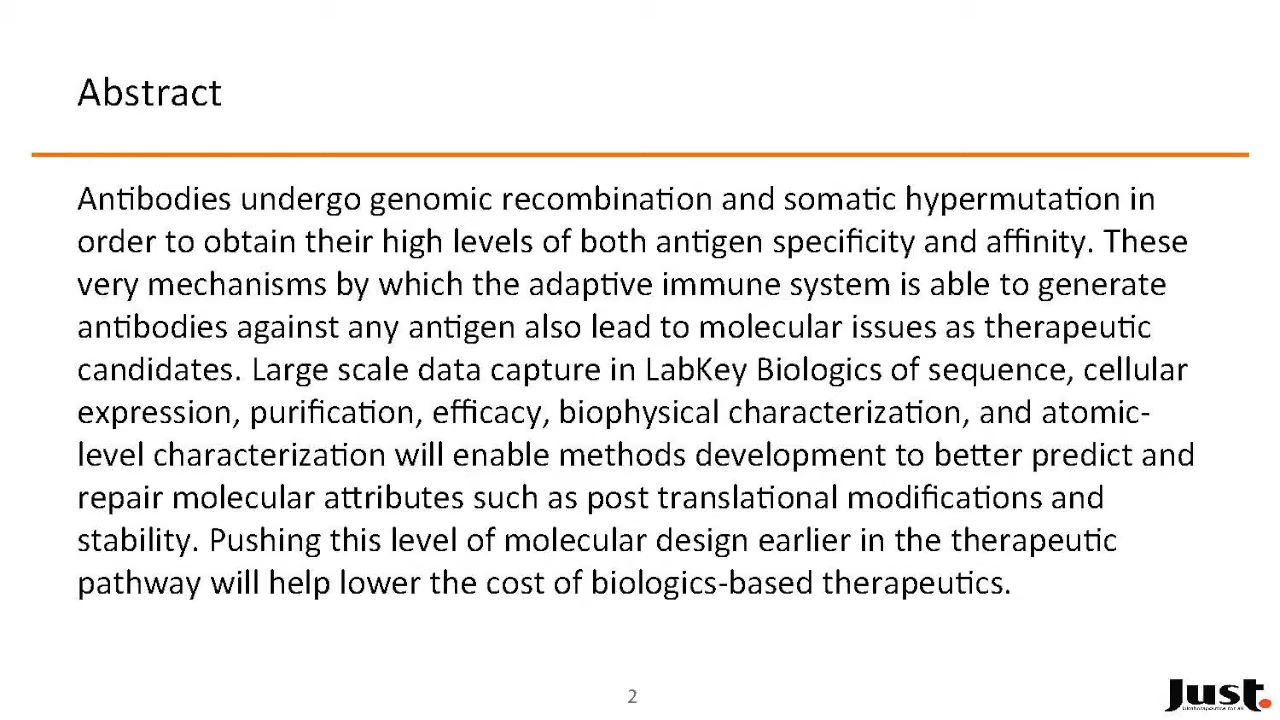 Abstract
Antibodies undergo genomic recombination and somatic hypermutation in
order to obtain their high levels of both antigen specificity and affinity. These
very mechanisms by which the adaptive immune system is able to generate
antibodies against any antigen also lead to molecular issues as therapeutic
candidates. Large scale data capture in LabKey Biologics of sequence, cellular
expression, purification, efficacy, biophysical characterization, and atomic-
level characterization will enable methods development to better predict and
repair molecular attributes such as post translational modifications and
stability. Pushing this level of molecular design earlier in the therapeutic
pathway will help lower the cost of biologics-based therapeutics.
2
Just.
biotherapeutics for all